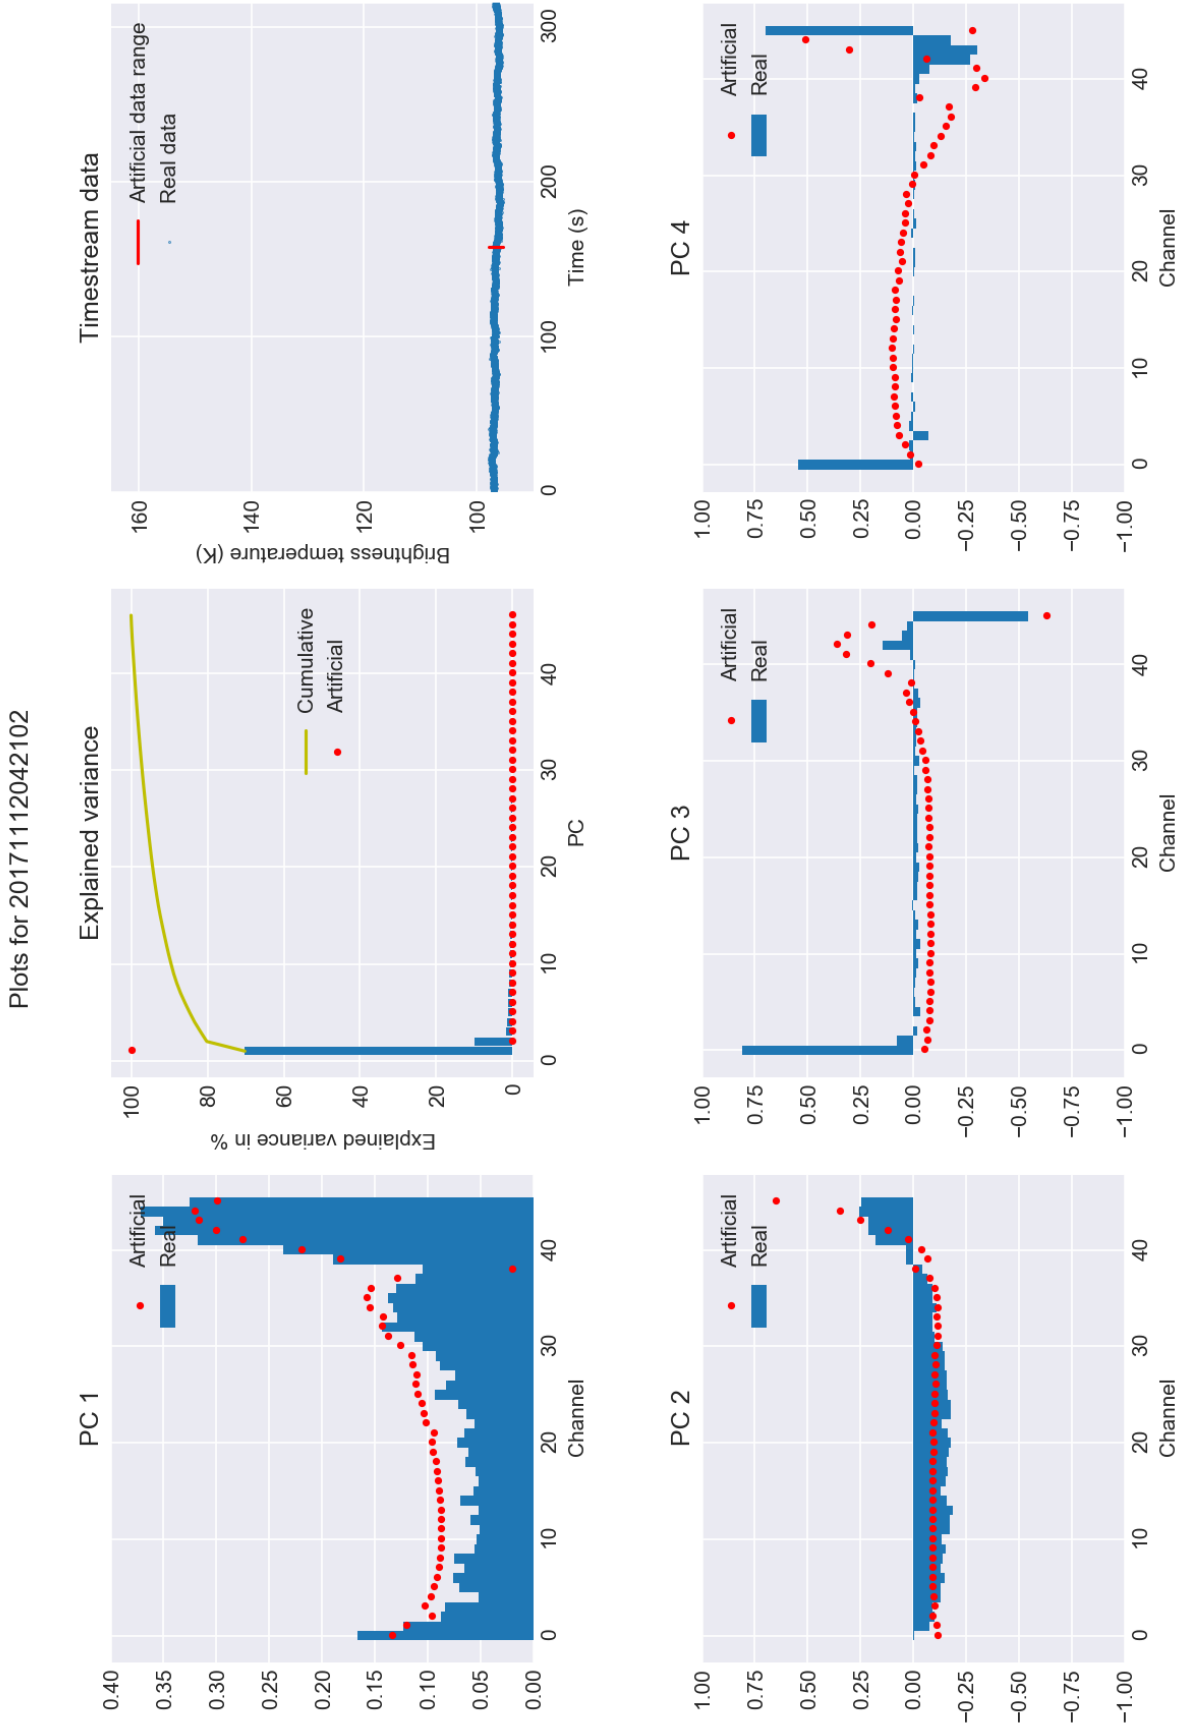 Plots for 20171112042102
PC 1
0.40
0.35
0.30
0.25
0.20
0.15
0.10
0.05
0.00
0
10
20
30
40
Channel
Artificial
Real
Explained variance
Explained variance in %
100
80
60
40
20
0
0
10
20
30
40
PC
Cumulative
Artificial
Timestream data
Brightness temperature (K)
160
140
120
100
0
100
200
300
Time (s)
Artificial data range
Real data
PC 2
1.00
0.75
0.50
0.25
0.00
−0.25
−0.50
−0.75
−1.00
0
10
20
30
40
Channel
Artificial
Real
PC 3
1.00
0.75
0.50
0.25
0.00
−0.25
−0.50
−0.75
−1.00
0
10
20
30
40
Channel
Artificial
Real
PC 4
1.00
0.75
0.50
0.25
0.00
−0.25
−0.50
−0.75
−1.00
0
10
20
30
40
Channel
Artificial
Real